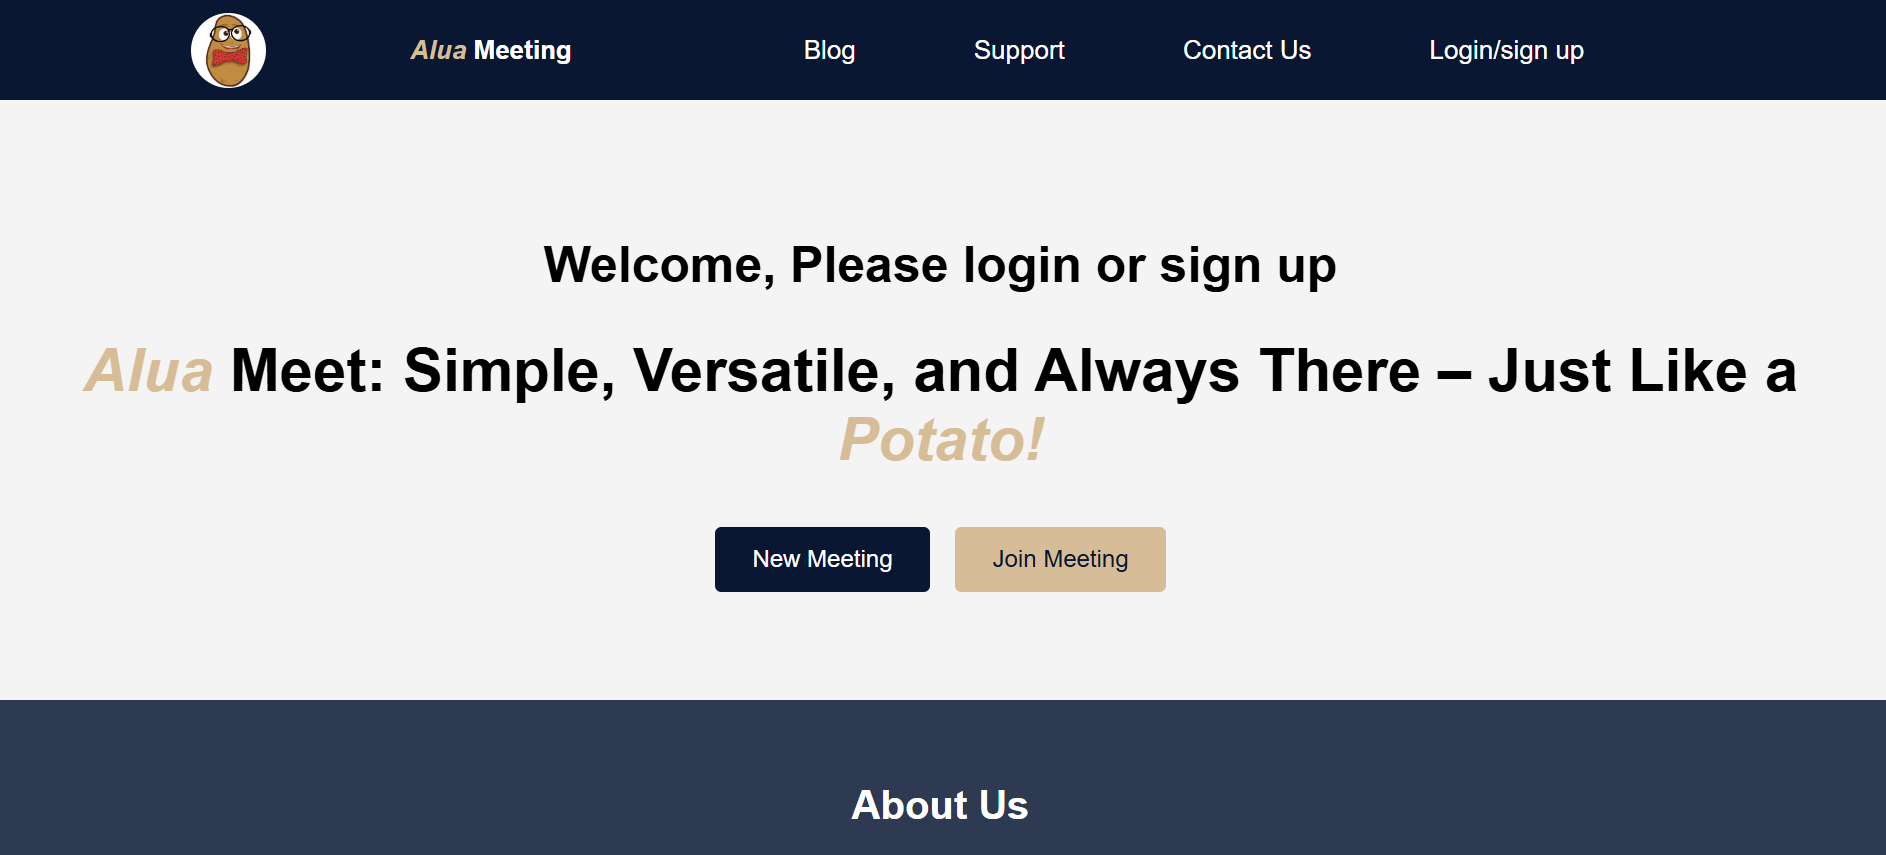 Alua Meeting
Blog
Support
Contact Us
Login/sign up
Welcome, Please login or sign up
Alua Meet: Simple, Versatile, and Always There – Just Like a
Potato!
New Meeting
Join Meeting
About Us